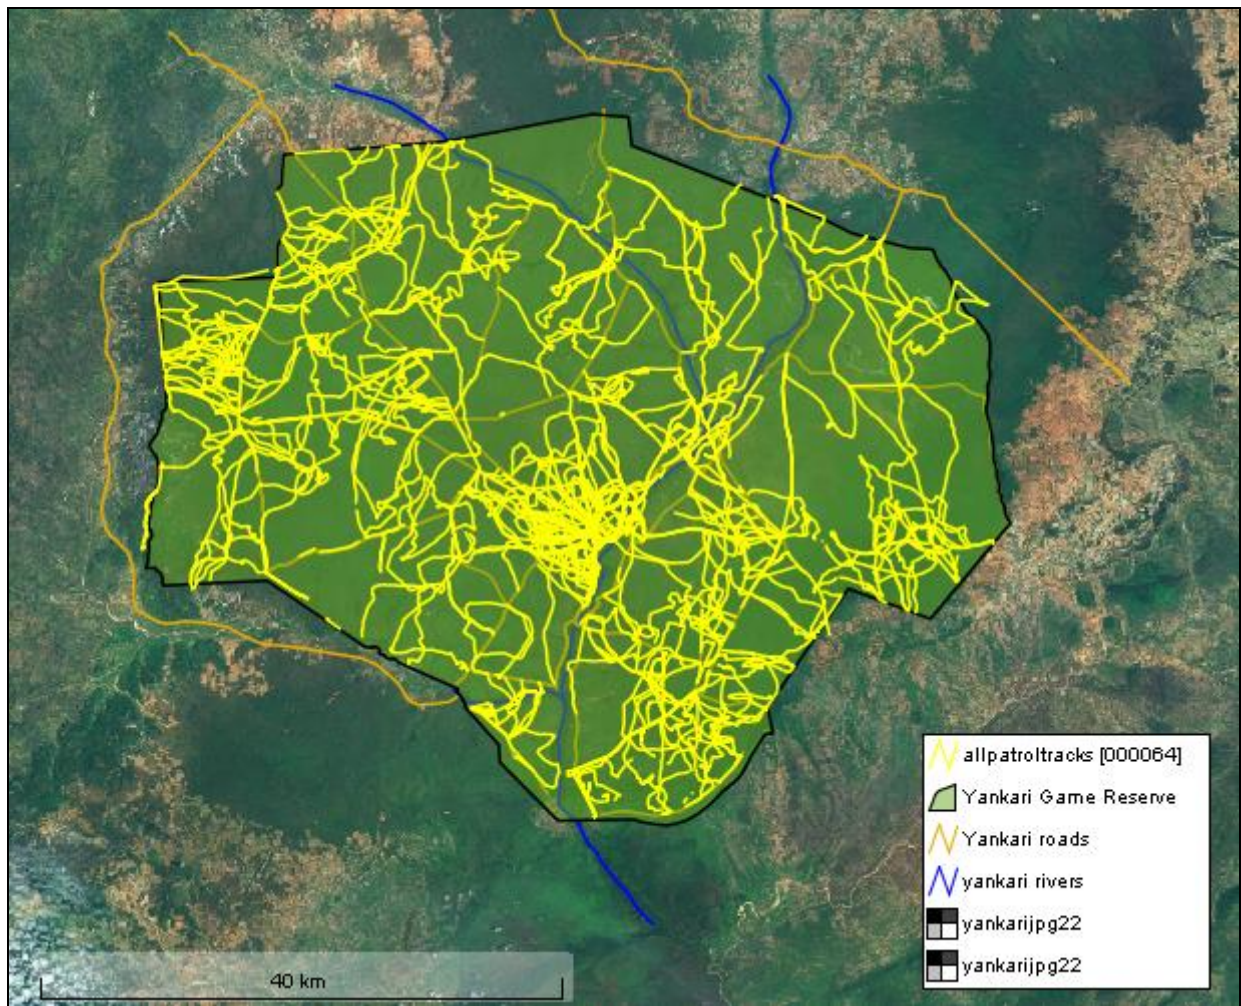 allpatroltracks [000064]
Yankari Game Reserve
Yankari roads
yankari rivers
yankarijpg22
yankarijpg22
40 km